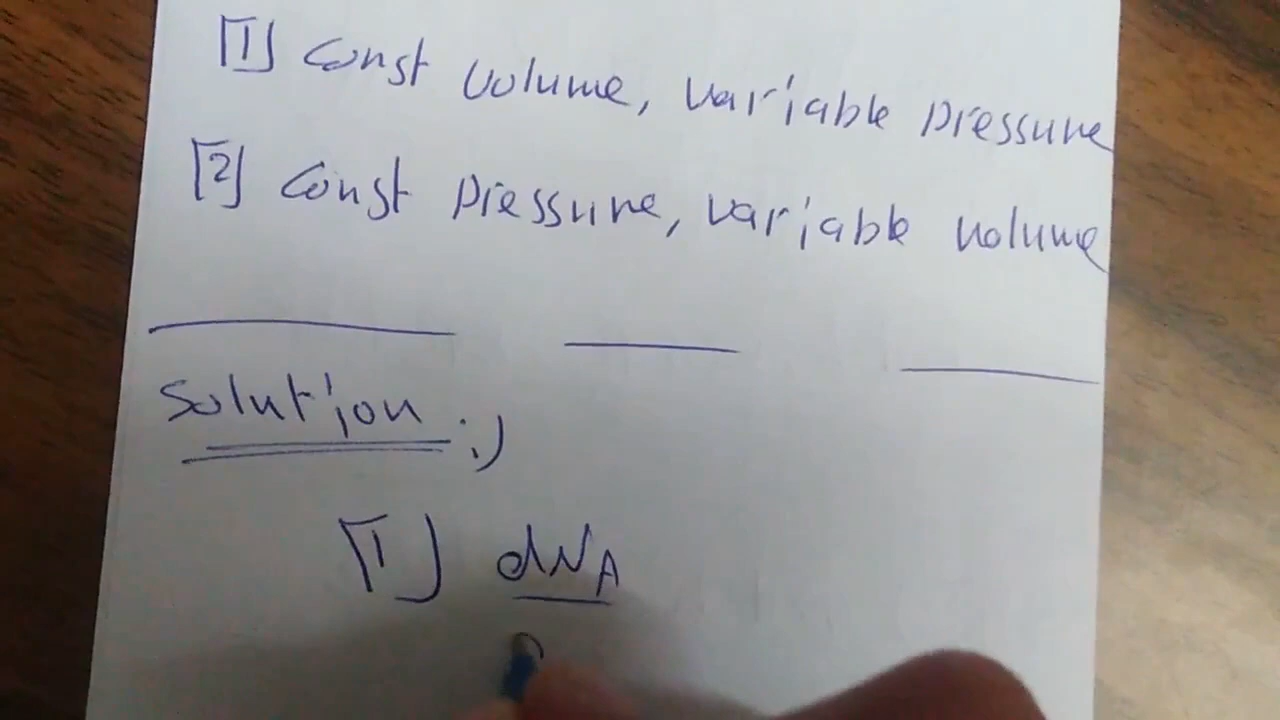 [1] Const volume, variable pressure
[2] Const pressure, variable volume
Solution :)
[1] dNA